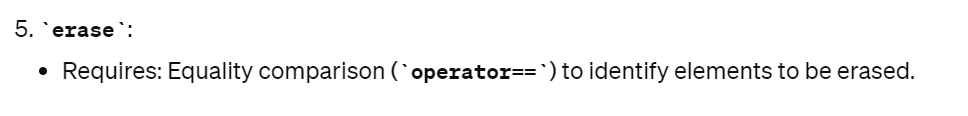 5. `erase`:
• Requires: Equality comparison (`operator==`) to identify elements to be erased.